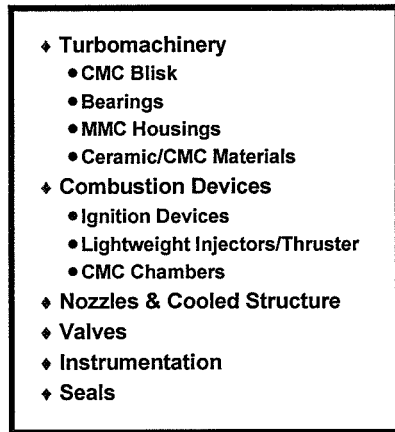 ♦ Turbomachinery
● CMC Blisk
● Bearings
● MMC Housings
● Ceramic/CMC Materials
♦ Combustion Devices
● Ignition Devices
● Lightweight Injectors/Thruster
● CMC Chambers
♦ Nozzles & Cooled Structure
♦ Valves
♦ Instrumentation
♦ Seals